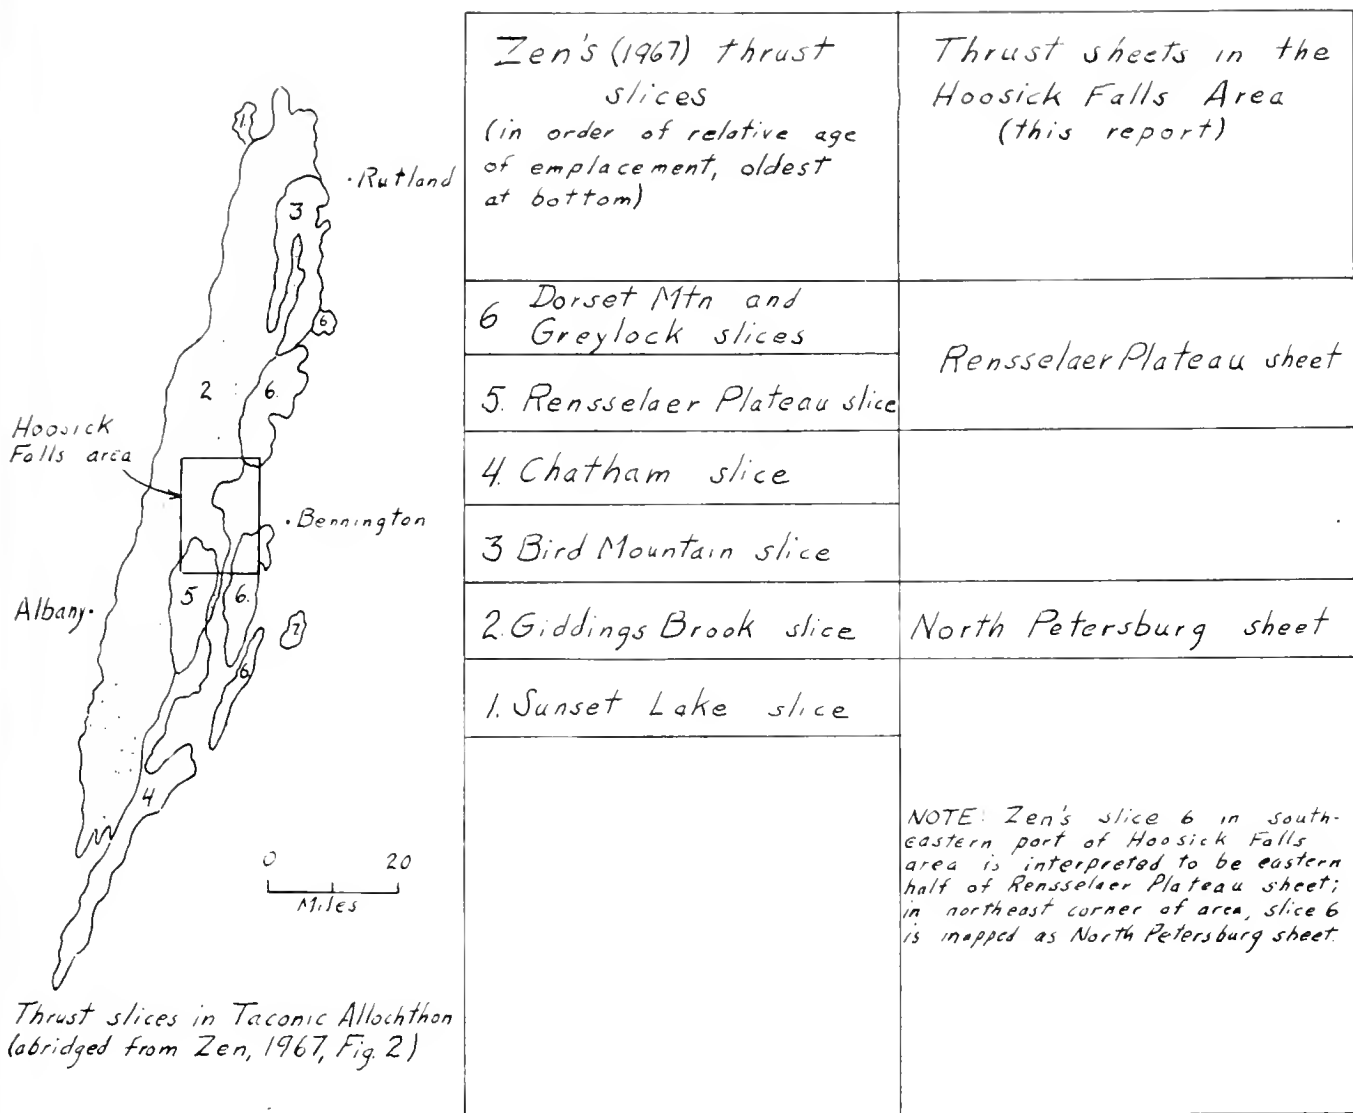 Zen's (1967) thrust
slices
(in order of relative age
of emplacement, oldest
at bottom)
Thrust sheets in the
Hoosick Falls Area
(this report)
6 Dorset Mtn and
Greylock slices
5. Rensselaer Plateau slice
Rensselaer Plateau sheet
4. Chatham slice
3 Bird Mountain slice
2. Giddings Brook slice
North Petersburg sheet
1. Sunset Lake slice
NOTE: Zen's slice 6 in south-
eastern part of Hoosick Falls
area is interpreted to be eastern
half of Rensselaer Plateau sheet;
in northeast corner of area, slice 6
is mapped as North Petersburg sheet.
1.
Rutland
3
6
2
6.
Hoosick
Falls area
Bennington
Albany
5
6.
6.
4
0 20
Miles
Thrust slices in Taconic Allochthon
(abridged from Zen, 1967, Fig. 2)